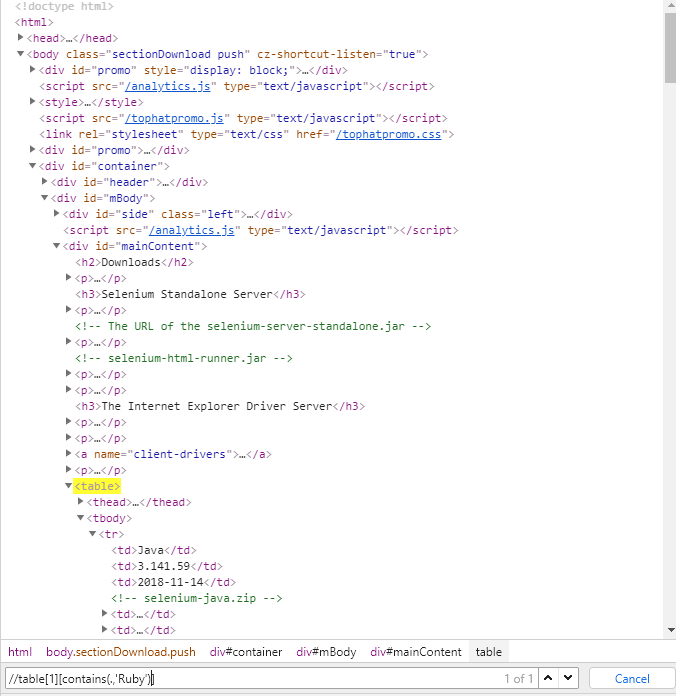 <!doctype html>
<html>
<head>…</head>
<body class="sectionDownload push" cz-shortcut-listen="true">
<div id="promo" style="display: block;">…</div>
<script src="/analytics.js" type="text/javascript"></script>
<style>…</style>
<script src="/tophatpromo.js" type="text/javascript"></script>
<link rel="stylesheet" type="text/css" href="/tophatpromo.css">
<div id="promo">…</div>
<div id="container">
<div id="header">…</div>
<div id="mBody">
<div id="side" class="left">…</div>
<script src="/analytics.js" type="text/javascript"></script>
<div id="mainContent">
<h2>Downloads</h2>
<p>…</p>
<h3>Selenium Standalone Server</h3>
<p>…</p>
<!-- The URL of the selenium-server-standalone.jar -->
<p>…</p>
<!-- selenium-html-runner.jar -->
<p>…</p>
<p>…</p>
<h3>The Internet Explorer Driver Server</h3>
<p>…</p>
<p>…</p>
<a name="client-drivers">…</a>
<p>…</p>
<table>
<thead>…</thead>
<tbody>
<tr>
<td>Java</td>
<td>3.141.59</td>
<td>2018-11-14</td>
<!-- selenium-java.zip -->
<td>…</td>
<td>…</td>
html body.sectionDownload.push div#container div#mBody div#mainContent table
//table[1][contains(.,'Ruby')] 1 of 1 Cancel